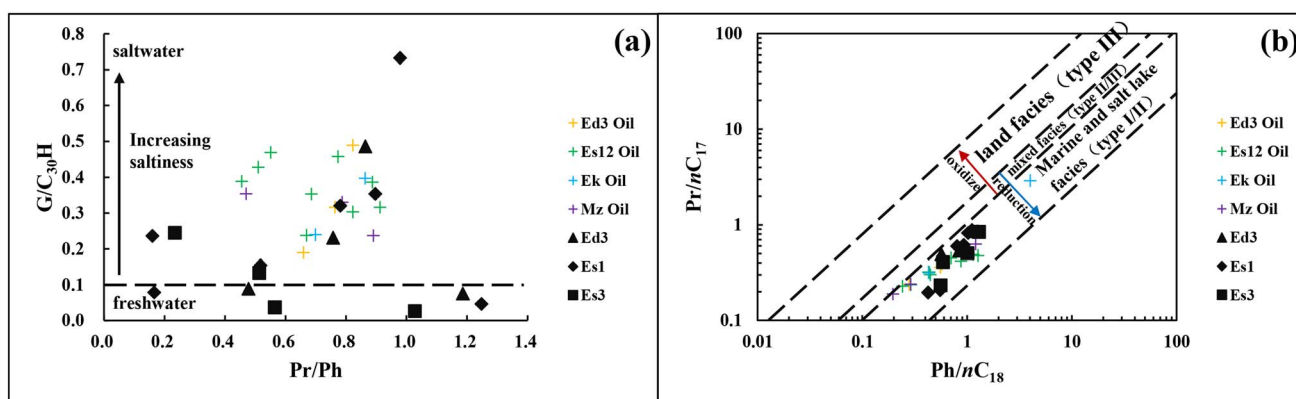 (a)
G/C30H
0.8
0.7
0.6
0.5
0.4
0.3
0.2
0.1
0.0
saltwater
Increasing
saltiness
freshwater
0.0 0.2 0.4 0.6 0.8 1.0 1.2 1.4
Pr/Ph
Ed3 Oil
Es12 Oil
Ek Oil
Mz Oil
Ed3
Es1
Es3
(b)
Pr/nC17
100
10
1
0.1
land facies（type III）
mixed facies（type II/III）
Marine and salt lake
facies（type I/II）
oxidize
reduction
0.01 0.1 1 10 100
Ph/nC18
Ed3 Oil
Es12 Oil
Ek Oil
Mz Oil
Ed3
Es1
Es3